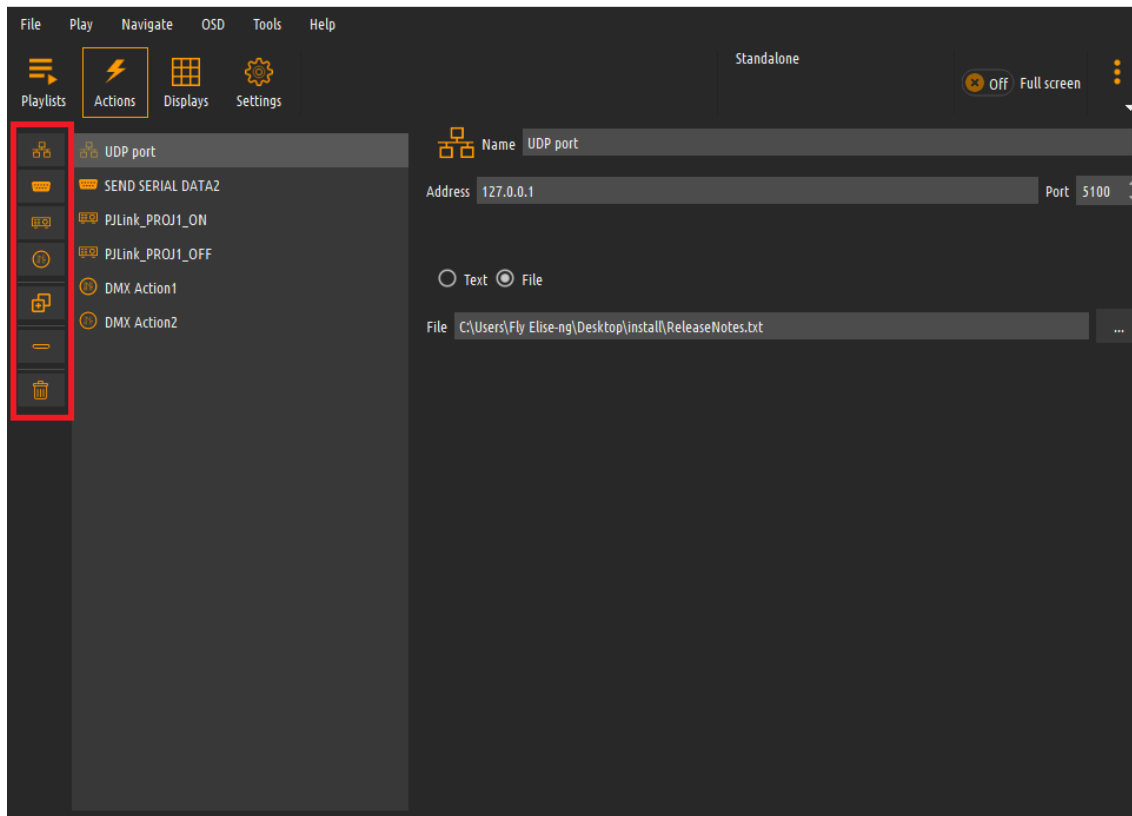 File Play Navigate OSD Tools Help
Standalone
Playlists Actions Displays Settings
Off Full screen
UDP port
SEND SERIAL DATA2
PJLink_PROJ1_ON
PJLink_PROJ1_OFF
DMX Action1
DMX Action2
Name UDP port
Address 127.0.0.1 Port 5100
Text File
File C:\Users\Fly Elise-ng\Desktop\install\ReleaseNotes.txt ...